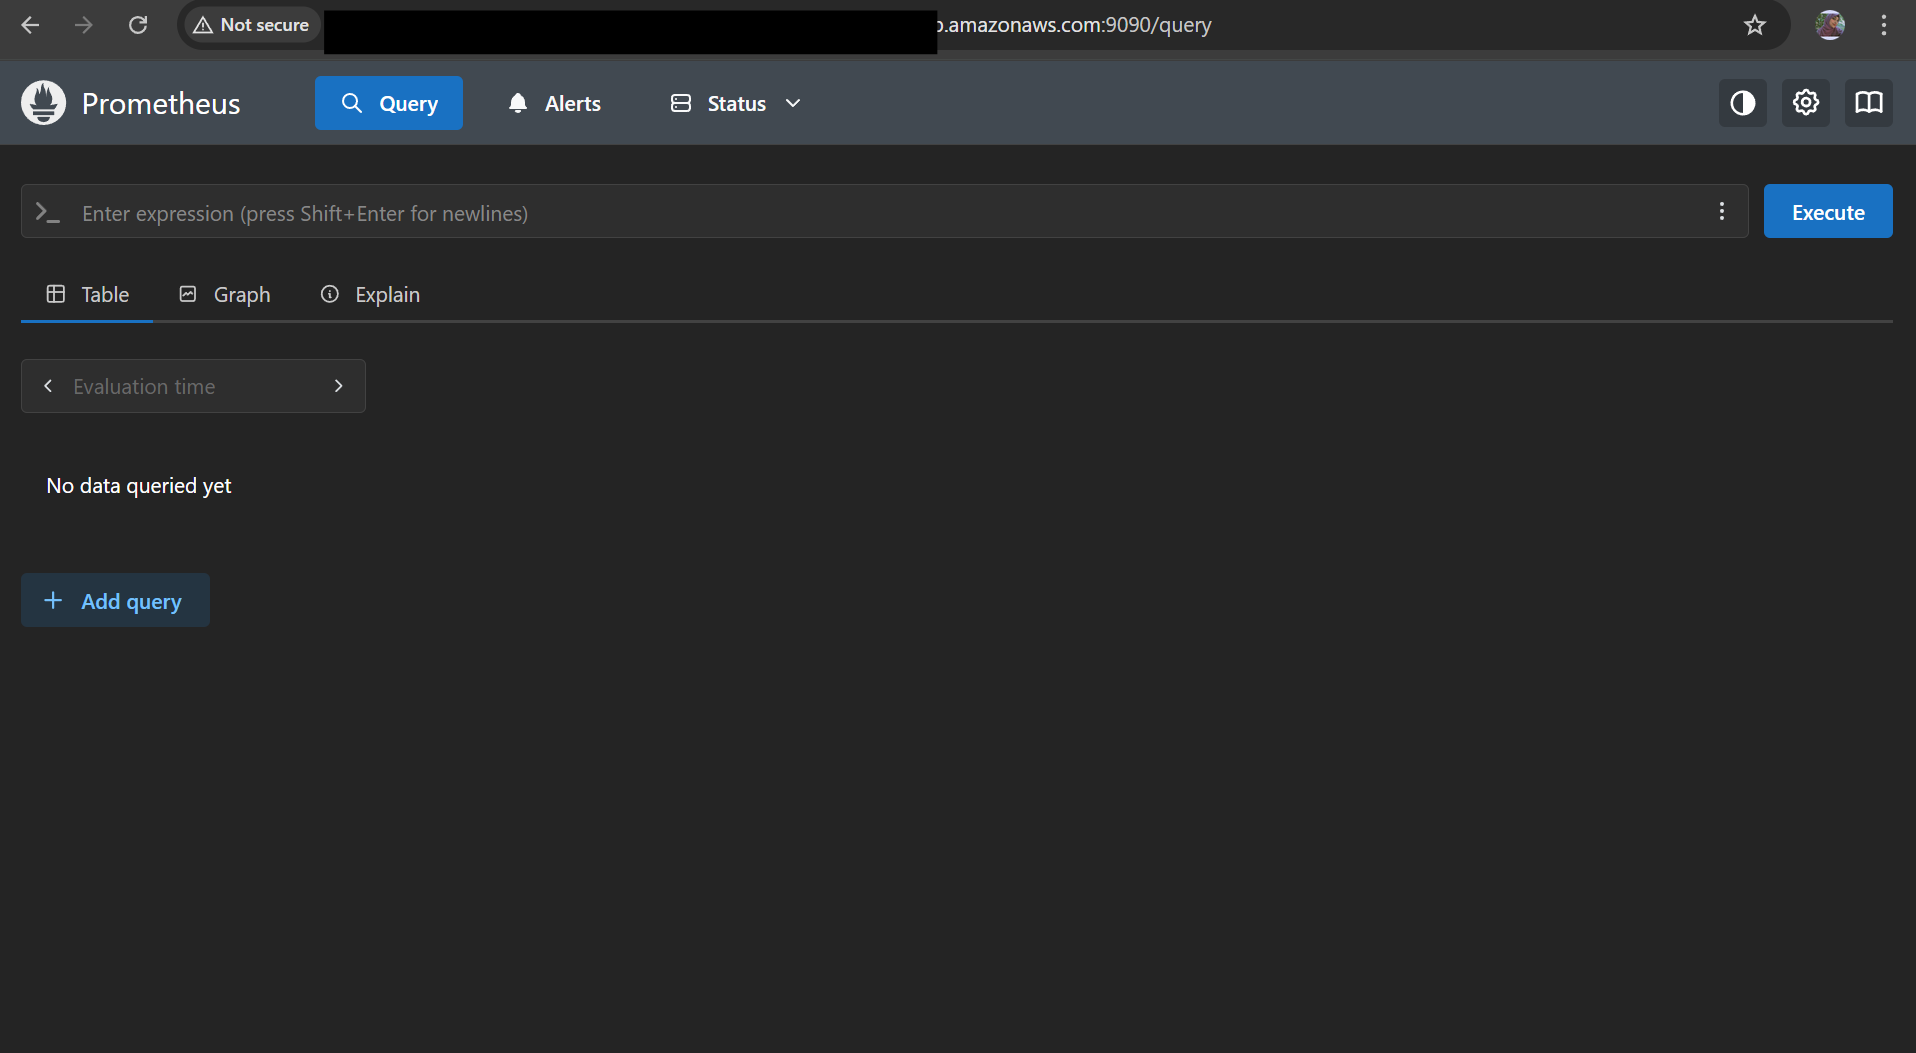 Not secure
.amazonaws.com:9090/query
Prometheus
Query
Alerts
Status
Enter expression (press Shift+Enter for newlines)
Execute
Table
Graph
Explain
Evaluation time
No data queried yet
Add query